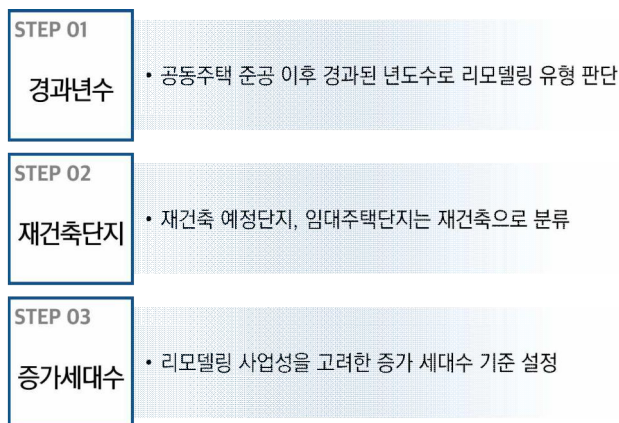 STEP 01
경과년수
• 공동주택 준공 이후 경과된 년도수로 리모델링 유형 판단
STEP 02
재건축단지
• 재건축 예정단지, 임대주택단지는 재건축으로 분류
STEP 03
증가세대수
• 리모델링 사업성을 고려한 증가 세대수 기준 설정